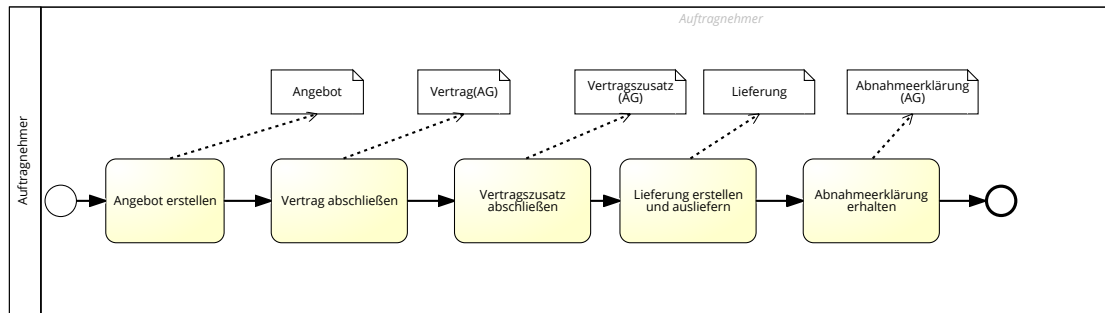 Auftragnehmer
Auftragnehmer
Angebot
Vertrag(AG)
Vertragszusatz
(AG)
Lieferung
Abnahmeerklärung
(AG)
Angebot erstellen
Vertrag abschließen
Vertragszusatz
abschließen
Lieferung erstellen
und ausliefern
Abnahmeerklärung
erhalten